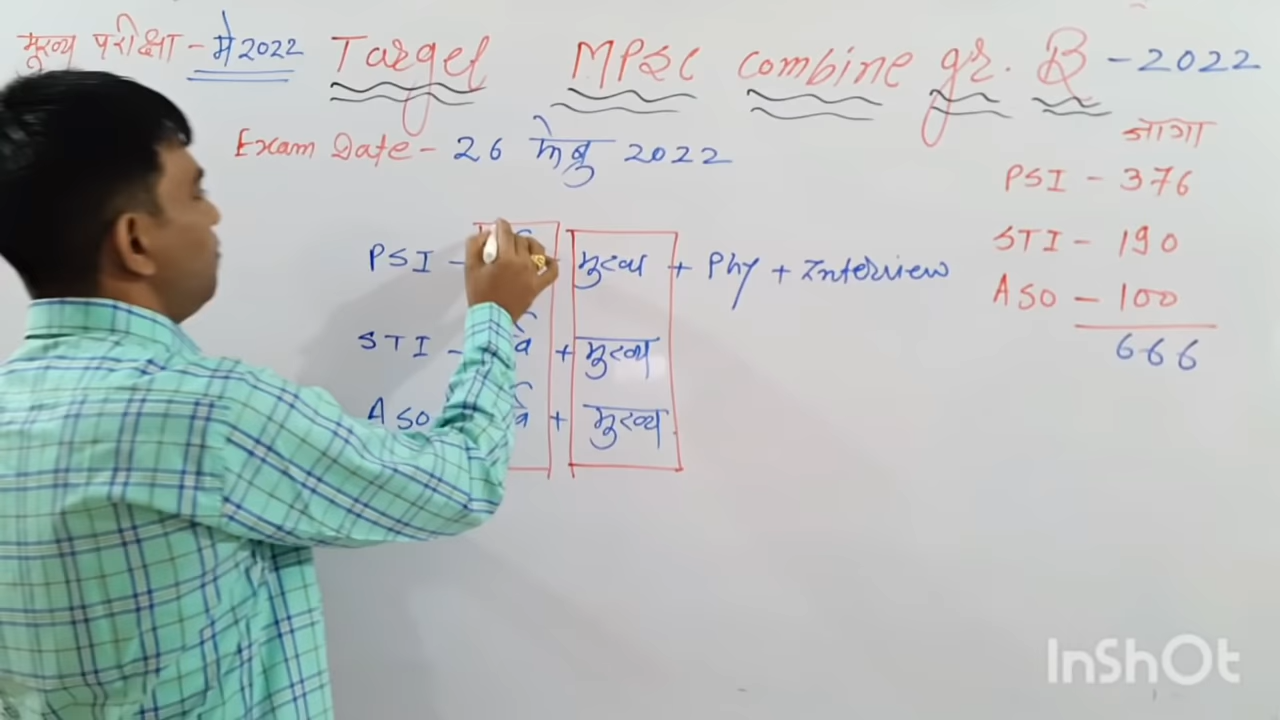 मुख्य परीक्षा - मे 2022
Target MPSC combine gr. B - 2022
Exam Date - 26 फेब्रु 2022
जागा
PSI - 376
STI - 190
ASO - 100
666
PSI - + मुख्य + Phy + Interview
STI - + मुख्य
ASO + मुख्य
InShOt